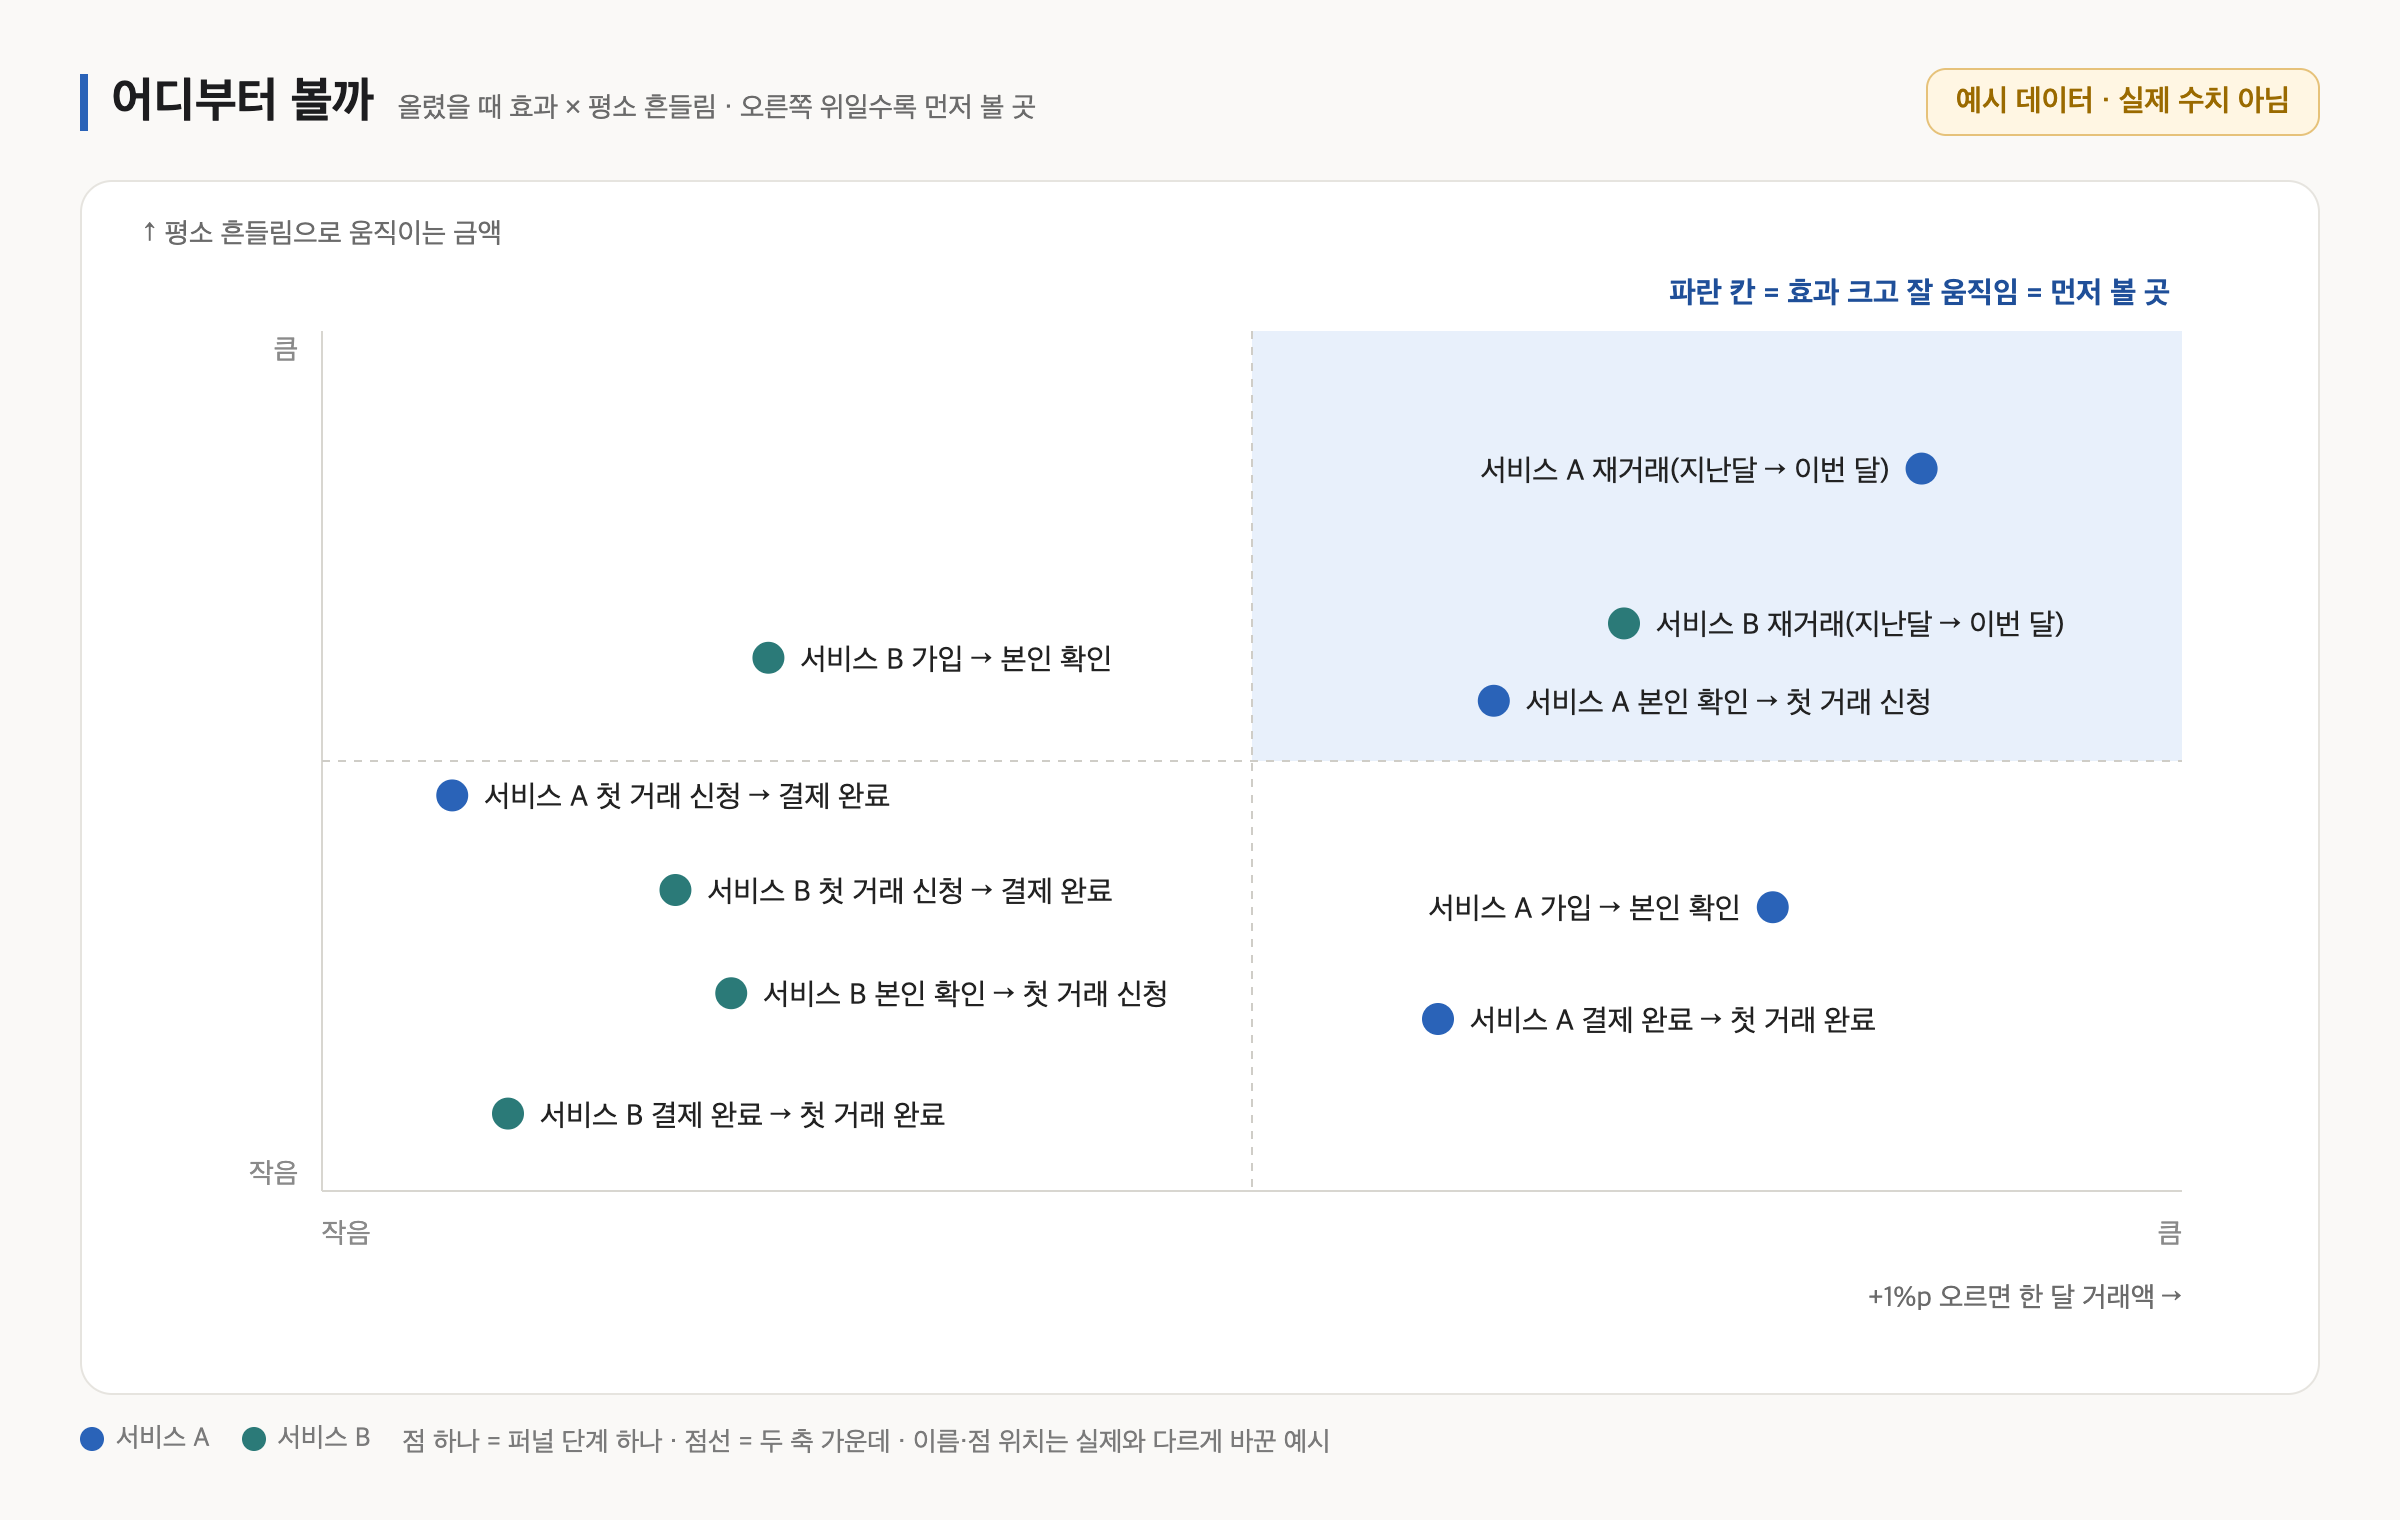 어디부터 볼까
올렸을 때 효과 × 평소 흔들림 · 오른쪽 위일수록 먼저 볼 곳
예시 데이터 · 실제 수치 아님
↑ 평소 흔들림으로 움직이는 금액
파란 칸 = 효과 크고 잘 움직임 = 먼저 볼 곳
큼
서비스 A 재거래(지난달 → 이번 달)
서비스 B 재거래(지난달 → 이번 달)
서비스 B 가입 → 본인 확인
서비스 A 본인 확인 → 첫 거래 신청
서비스 A 첫 거래 신청 → 결제 완료
서비스 B 첫 거래 신청 → 결제 완료
서비스 A 가입 → 본인 확인
서비스 B 본인 확인 → 첫 거래 신청
서비스 A 결제 완료 → 첫 거래 완료
서비스 B 결제 완료 → 첫 거래 완료
작음
작음
큼
+1%p 오르면 한 달 거래액 →
서비스 A
서비스 B
점 하나 = 퍼널 단계 하나 · 점선 = 두 축 가운데 · 이름·점 위치는 실제와 다르게 바꾼 예시